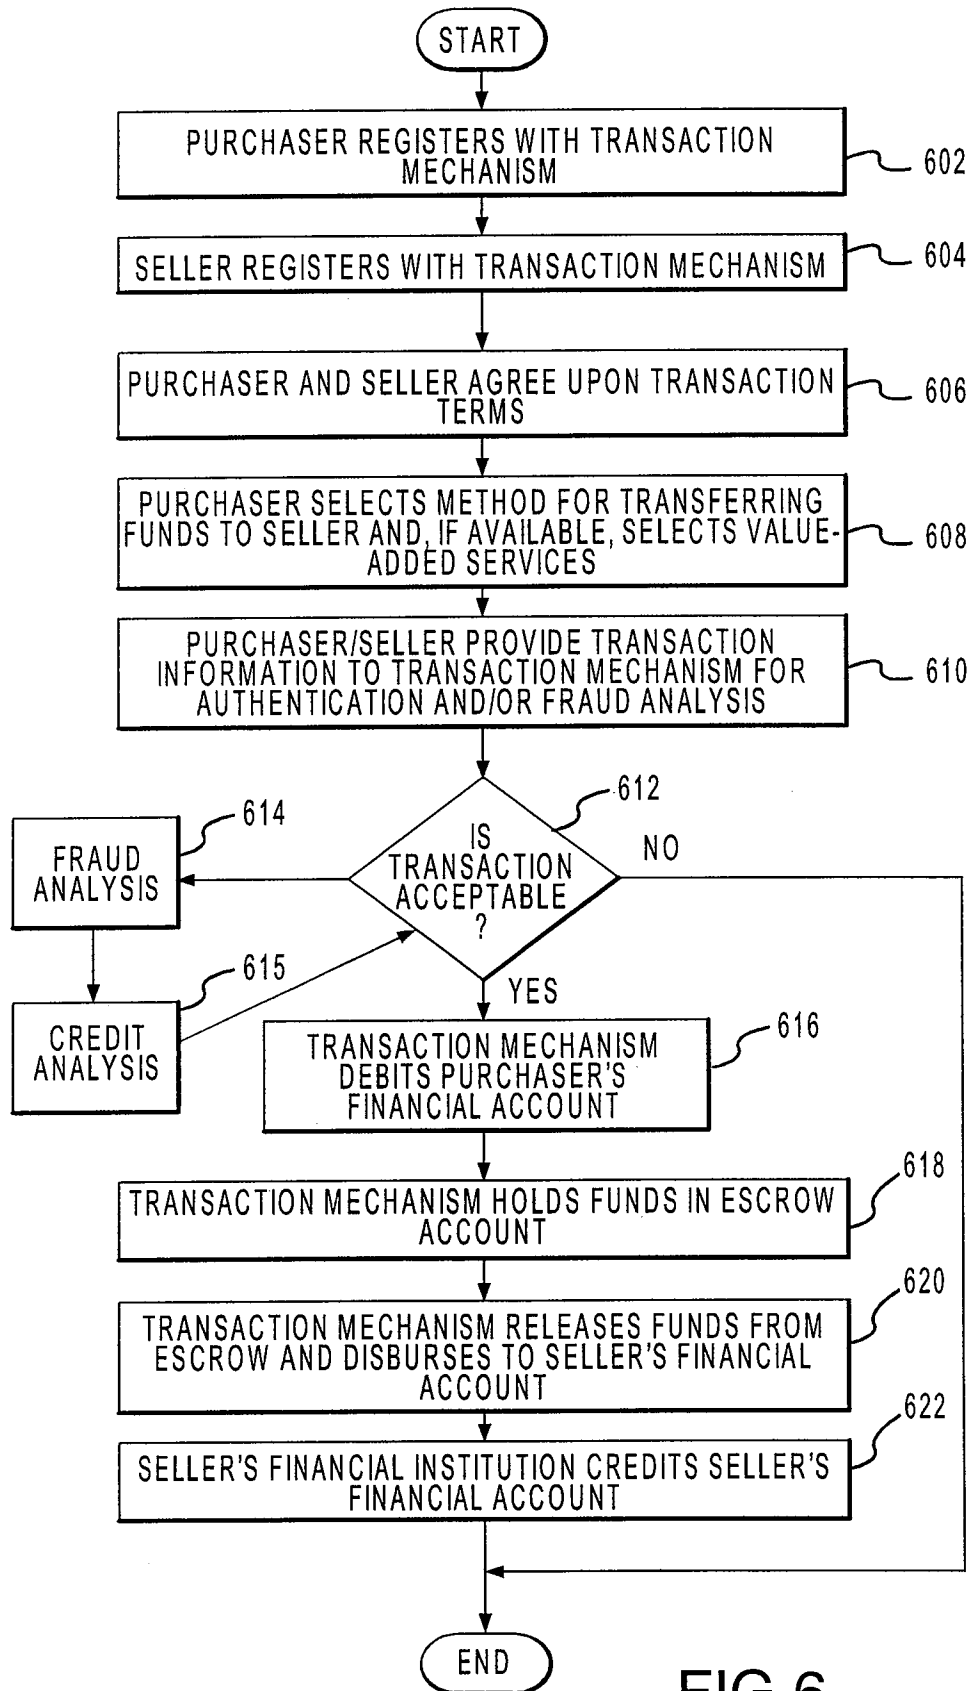 START
PURCHASER REGISTERS WITH TRANSACTION
MECHANISM
602
SELLER REGISTERS WITH TRANSACTION MECHANISM
604
PURCHASER AND SELLER AGREE UPON TRANSACTION
TERMS
606
PURCHASER SELECTS METHOD FOR TRANSFERRING
FUNDS TO SELLER AND, IF AVAILABLE, SELECTS VALUE-
ADDED SERVICES
608
PURCHASER/SELLER PROVIDE TRANSACTION
INFORMATION TO TRANSACTION MECHANISM FOR
AUTHENTICATION AND/OR FRAUD ANALYSIS
610
612
IS
TRANSACTION
ACCEPTABLE
?
NO
YES
614
FRAUD
ANALYSIS
615
CREDIT
ANALYSIS
TRANSACTION MECHANISM
DEBITS PURCHASER'S
FINANCIAL ACCOUNT
616
TRANSACTION MECHANISM HOLDS FUNDS IN ESCROW
ACCOUNT
618
TRANSACTION MECHANISM RELEASES FUNDS FROM
ESCROW AND DISBURSES TO SELLER'S FINANCIAL
ACCOUNT
620
SELLER'S FINANCIAL INSTITUTION CREDITS SELLER'S
FINANCIAL ACCOUNT
622
END
FIG.6